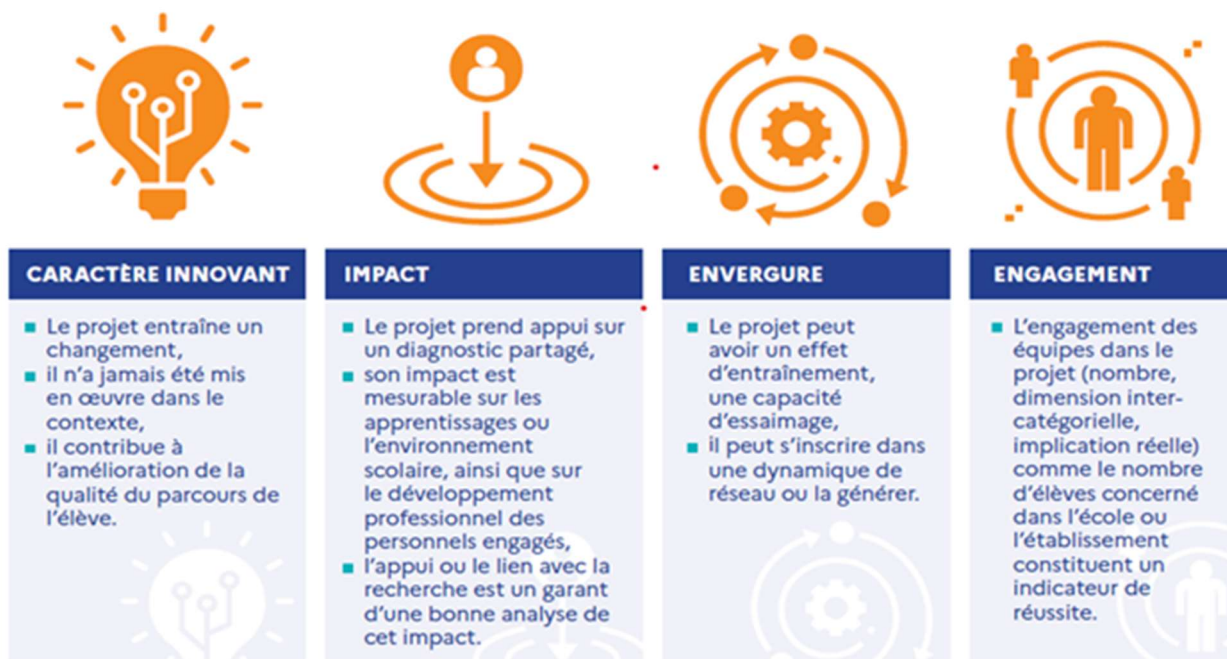 CARACTÈRE INNOVANT
Le projet entraîne un
changement,
il n'a jamais été mis
en œuvre dans le
contexte,
il contribue à
l'amélioration de la
qualité du parcours de
l'élève.
IMPACT
Le projet prend appui sur
un diagnostic partagé,
son impact est
mesurable sur les
apprentissages ou
l'environnement
scolaire, ainsi que sur
le développement
professionnel des
personnels engagés,
l'appui ou le lien avec la
recherche est un garant
d'une bonne analyse de
cet impact.
ENVERGURE
Le projet peut
avoir un effet
d'entraînement,
une capacité
d'essaimage,
il peut s'inscrire dans
une dynamique de
réseau ou la générer.
ENGAGEMENT
L'engagement des
équipes dans le
projet (nombre,
dimension inter-
catégorielle,
implication réelle)
comme le nombre
d'élèves concerné
dans l'école ou
l'établissement
constituent un
indicateur de
réussite.